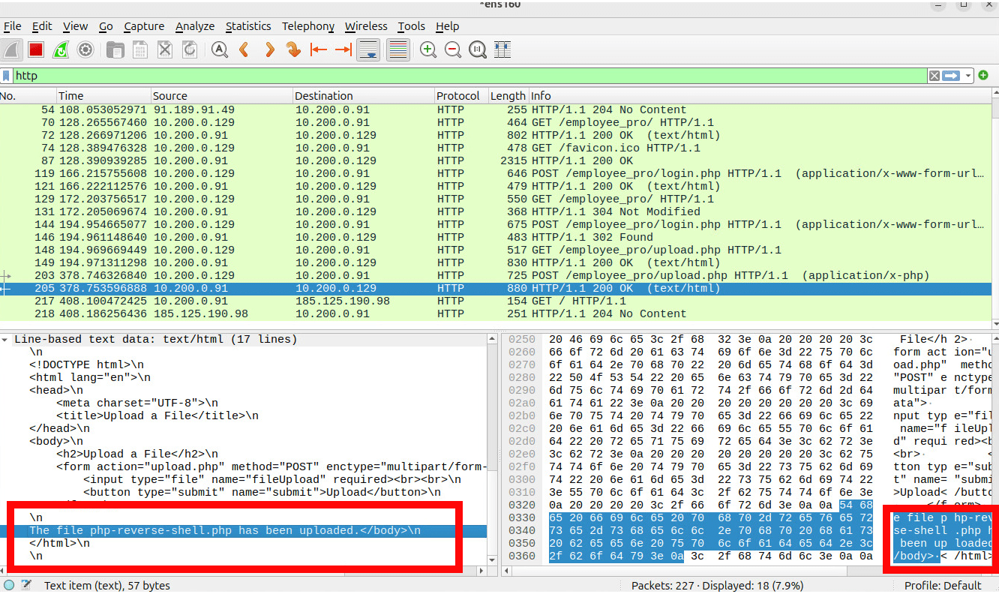 *ens160
File Edit View Go Capture Analyze Statistics Telephony Wireless Tools Help
http
No. Time Source Destination Protocol Length Info
54 108.053052971 91.189.91.49 10.200.0.91 HTTP 255 HTTP/1.1 204 No Content
70 128.265567460 10.200.0.129 10.200.0.91 HTTP 464 GET /employee_pro/ HTTP/1.1
72 128.266971206 10.200.0.91 10.200.0.129 HTTP 802 HTTP/1.1 200 OK (text/html)
74 128.389476328 10.200.0.129 10.200.0.91 HTTP 478 GET /favicon.ico HTTP/1.1
87 128.390939285 10.200.0.91 10.200.0.129 HTTP 2315 HTTP/1.1 200 OK
119 166.215755608 10.200.0.129 10.200.0.91 HTTP 646 POST /employee_pro/login.php HTTP/1.1 (application/x-www-form-url…
121 166.222112576 10.200.0.91 10.200.0.129 HTTP 479 HTTP/1.1 200 OK (text/html)
129 172.203756517 10.200.0.129 10.200.0.91 HTTP 550 GET /employee_pro/ HTTP/1.1
131 172.205069674 10.200.0.91 10.200.0.129 HTTP 368 HTTP/1.1 304 Not Modified
144 194.954665077 10.200.0.129 10.200.0.91 HTTP 675 POST /employee_pro/login.php HTTP/1.1 (application/x-www-form-url…
146 194.961148640 10.200.0.91 10.200.0.129 HTTP 483 HTTP/1.1 302 Found
148 194.969669449 10.200.0.129 10.200.0.91 HTTP 517 GET /employee_pro/upload.php HTTP/1.1
149 194.971311298 10.200.0.91 10.200.0.129 HTTP 830 HTTP/1.1 200 OK (text/html)
203 378.746326840 10.200.0.129 10.200.0.91 HTTP 725 POST /employee_pro/upload.php HTTP/1.1 (application/x-php)
205 378.753596888 10.200.0.91 10.200.0.129 HTTP 880 HTTP/1.1 200 OK (text/html)
217 408.100472425 10.200.0.91 185.125.190.98 HTTP 154 GET / HTTP/1.1
218 408.186256436 185.125.190.98 10.200.0.91 HTTP 251 HTTP/1.1 204 No Content
Line-based text data: text/html (17 lines)
\n
<!DOCTYPE html>\n
<html lang="en">\n
<head>\n
<meta charset="UTF-8">\n
<title>Upload a File</title>\n
</head>\n
<body>\n
<h2>Upload a File</h2>\n
<form action="upload.php" method="POST" enctype="multipart/form-
<input type="file" name="fileUpload" required><br><br>\n
<button type="submit" name="submit">Upload</button>\n
\n
The file php-reverse-shell.php has been uploaded.</body>\n
</html>\n
\n
0250 20 46 69 6c 65 3c 2f 68 32 3e 0a 20 20 20 20 3c File</h 2>·
0260 66 6f 72 6d 20 61 63 74 69 6f 6e 3d 22 75 70 6c form act ion="u
0270 6f 61 64 2e 70 68 70 22 20 6d 65 74 68 6f 64 3d oad.php" metho
0280 22 50 4f 53 54 22 20 65 6e 63 74 79 70 65 3d 22 "POST" e nctype
0290 6d 75 6c 74 69 70 61 72 74 2f 66 6f 72 6d 2d 64 multipar t/form
02a0 61 74 61 22 3e 0a 20 20 20 20 20 20 20 20 3c 69 ata">·
02b0 6e 70 75 74 20 74 79 70 65 3d 22 66 69 6c 65 22 nput typ e="fil
02c0 20 6e 61 6d 65 3d 22 66 69 6c 65 55 70 6c 6f 61 name="f ileUpl
02d0 64 22 20 72 65 71 75 69 72 65 64 3e 3c 62 72 3e d" requi red><b
02e0 3c 62 72 3e 0a 20 20 20 20 20 20 20 20 3c 62 75 <br>· <
02f0 74 74 6f 6e 20 74 79 70 65 3d 22 73 75 62 6d 69 tton typ e="sub
0300 74 22 20 6e 61 6d 65 3d 22 73 75 62 6d 69 74 22 t" name= "submi
0310 3e 55 70 6c 6f 61 64 3c 2f 62 75 74 74 6f 6e 3e >Upload< /butto
0320 0a 20 20 20 20 3c 2f 66 6f 72 6d 3e 0a 0a 54 68 · </f orm>
0330 65 20 66 69 6c 65 20 70 68 70 2d 72 65 76 65 72 e file p hp-rev
0340 73 65 2d 73 68 65 6c 6c 2e 70 68 70 20 68 61 73 se-shell .php h
0350 20 62 65 65 6e 20 75 70 6c 6f 61 64 65 64 2e 3c been up loaded
0360 2f 62 6f 64 79 3e 0a 3c 2f 68 74 6d 6c 3e 0a 0a /body>·< /html>
Text item (text), 57 bytes
Packets: 227 · Displayed: 18 (7.9%)
Profile: Default